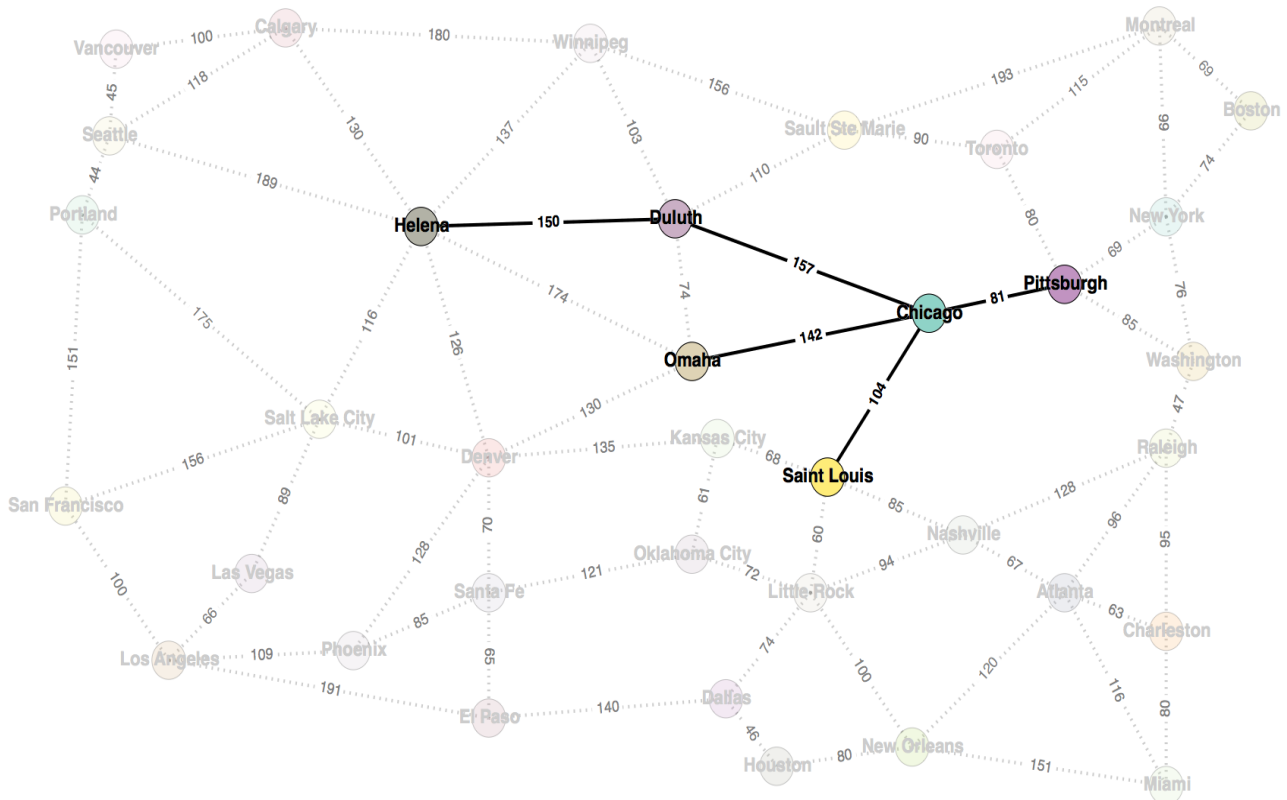 Calgary
Montreal
Vancouver
100
180
Winnipeg
69
193
118
156
115
45
Boston
Seattle
130
137
103
Sault Ste Marie
90
66
Toronto
74
44
189
110
Portland
Helena
150
Duluth
80
New York
69
157
Pittsburgh
81
174
74
76
175
Chicago
116
126
142
85
151
Omaha
Washington
130
47
104
Salt Lake City
101
135
Kansas City
Raleigh
156
Denver
68
Saint Louis
128
89
61
85
San Francisco
96
70
60
Nashville
95
128
Oklahoma City
94
67
100
Las Vegas
121
72
Santa Fe
Little Rock
Atlanta
66
85
63
Charleston
109
Phoenix
65
74
Los Angeles
100
120
191
116
140
Dallas
80
El Paso
46
New Orleans
80
Houston
151
Miami